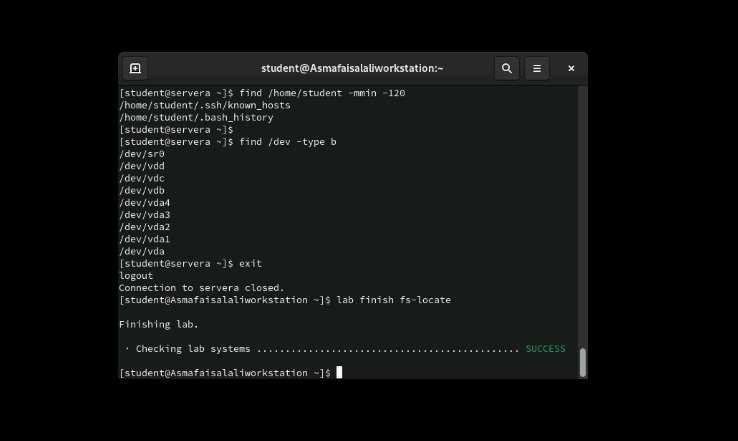 student@Asmafaisalaliworkstation:~
[student@servera ~]$ find /home/student -mmin -120
/home/student/.ssh/known_hosts
/home/student/.bash_history
[student@servera ~]$
[student@servera ~]$ find /dev -type b
/dev/sr0
/dev/vdd
/dev/vdc
/dev/vdb
/dev/vda4
/dev/vda3
/dev/vda2
/dev/vda1
/dev/vda
[student@servera ~]$ exit
logout
Connection to servera closed.
[student@Asmafaisalaliworkstation ~]$ lab finish fs-locate
Finishing lab.
· Checking lab systems ............................................. SUCCESS
[student@Asmafaisalaliworkstation ~]$